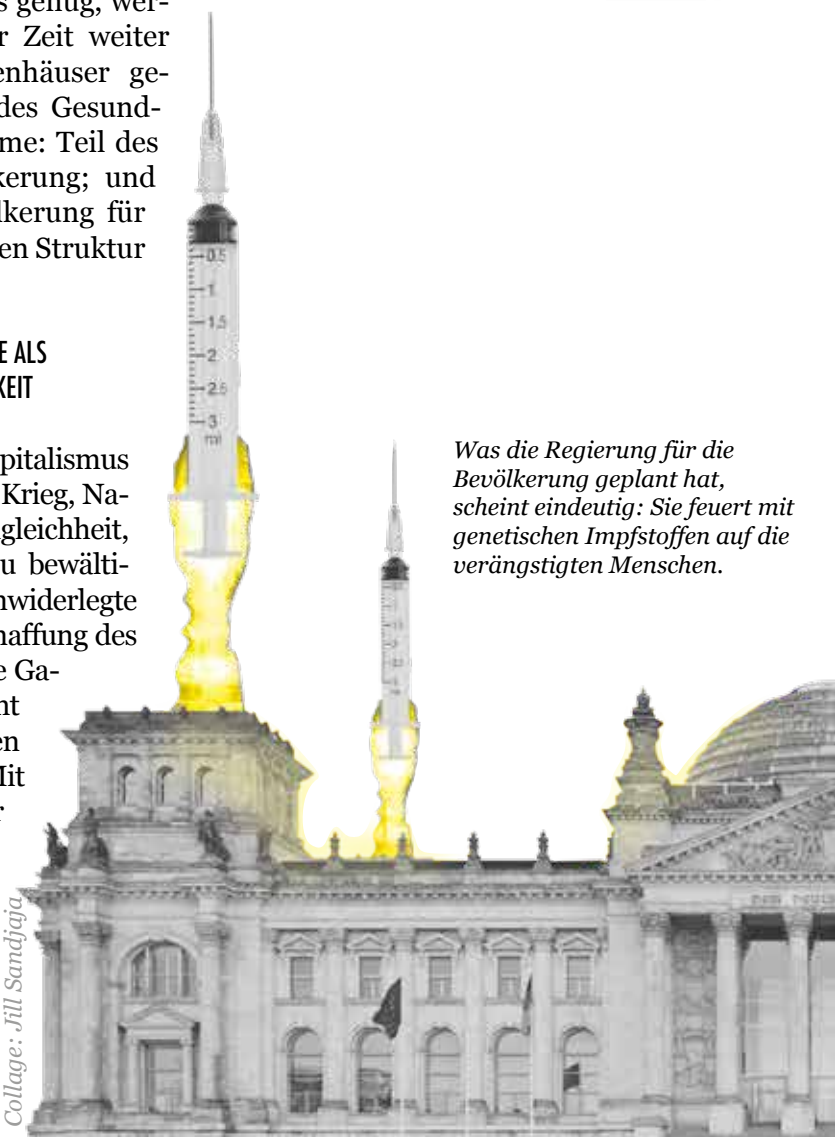 s genug, wer-
r Zeit weiter
enhäuser ge-
des Gesund-
me: Teil des
kerung; und
lkerung für
en Struktur
E ALS
KEIT
pitalismus
Krieg, Na-
gleichheit,
u bewälti-
nwiderlegte
haffung des
e Ga-
nt
en
Mit
r
0.5
1
1.5
2
2.5
3
ml
Was die Regierung für die
Bevölkerung geplant hat,
scheint eindeutig: Sie feuert mit
genetischen Impfstoffen auf die
verängstigten Menschen.
Collage: Jill Sandjaja